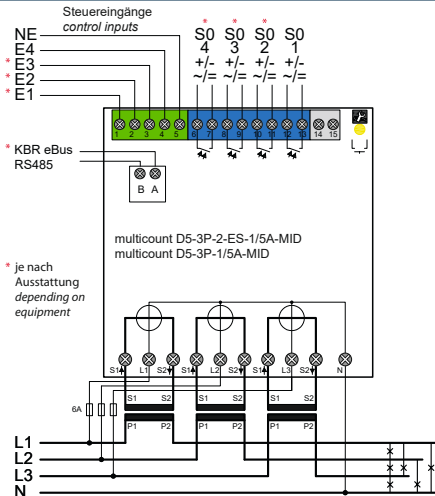 Steuereingänge
control inputs
NE
E4
* E3
* E2
* E1
* * *
S0 S0 S0 S0
4 3 2 1
+/- +/- +/- +/-
~/= ~/= ~/= ~/=
1 2 3 4 5 6 7 8 9 10 11 12 13 14 15
* KBR eBus
RS485
B A
multicount D5-3P-2-ES-1/5A-MID
multicount D5-3P-1/5A-MID
* je nach
Ausstattung
depending on
equipment
S1 L1 S2 S1 L2 S2 S1 L3 S2 N
6A
S1 S2 S1 S2 S1 S2
P1 P2 P1 P2 P1 P2
L1
L2
L3
N